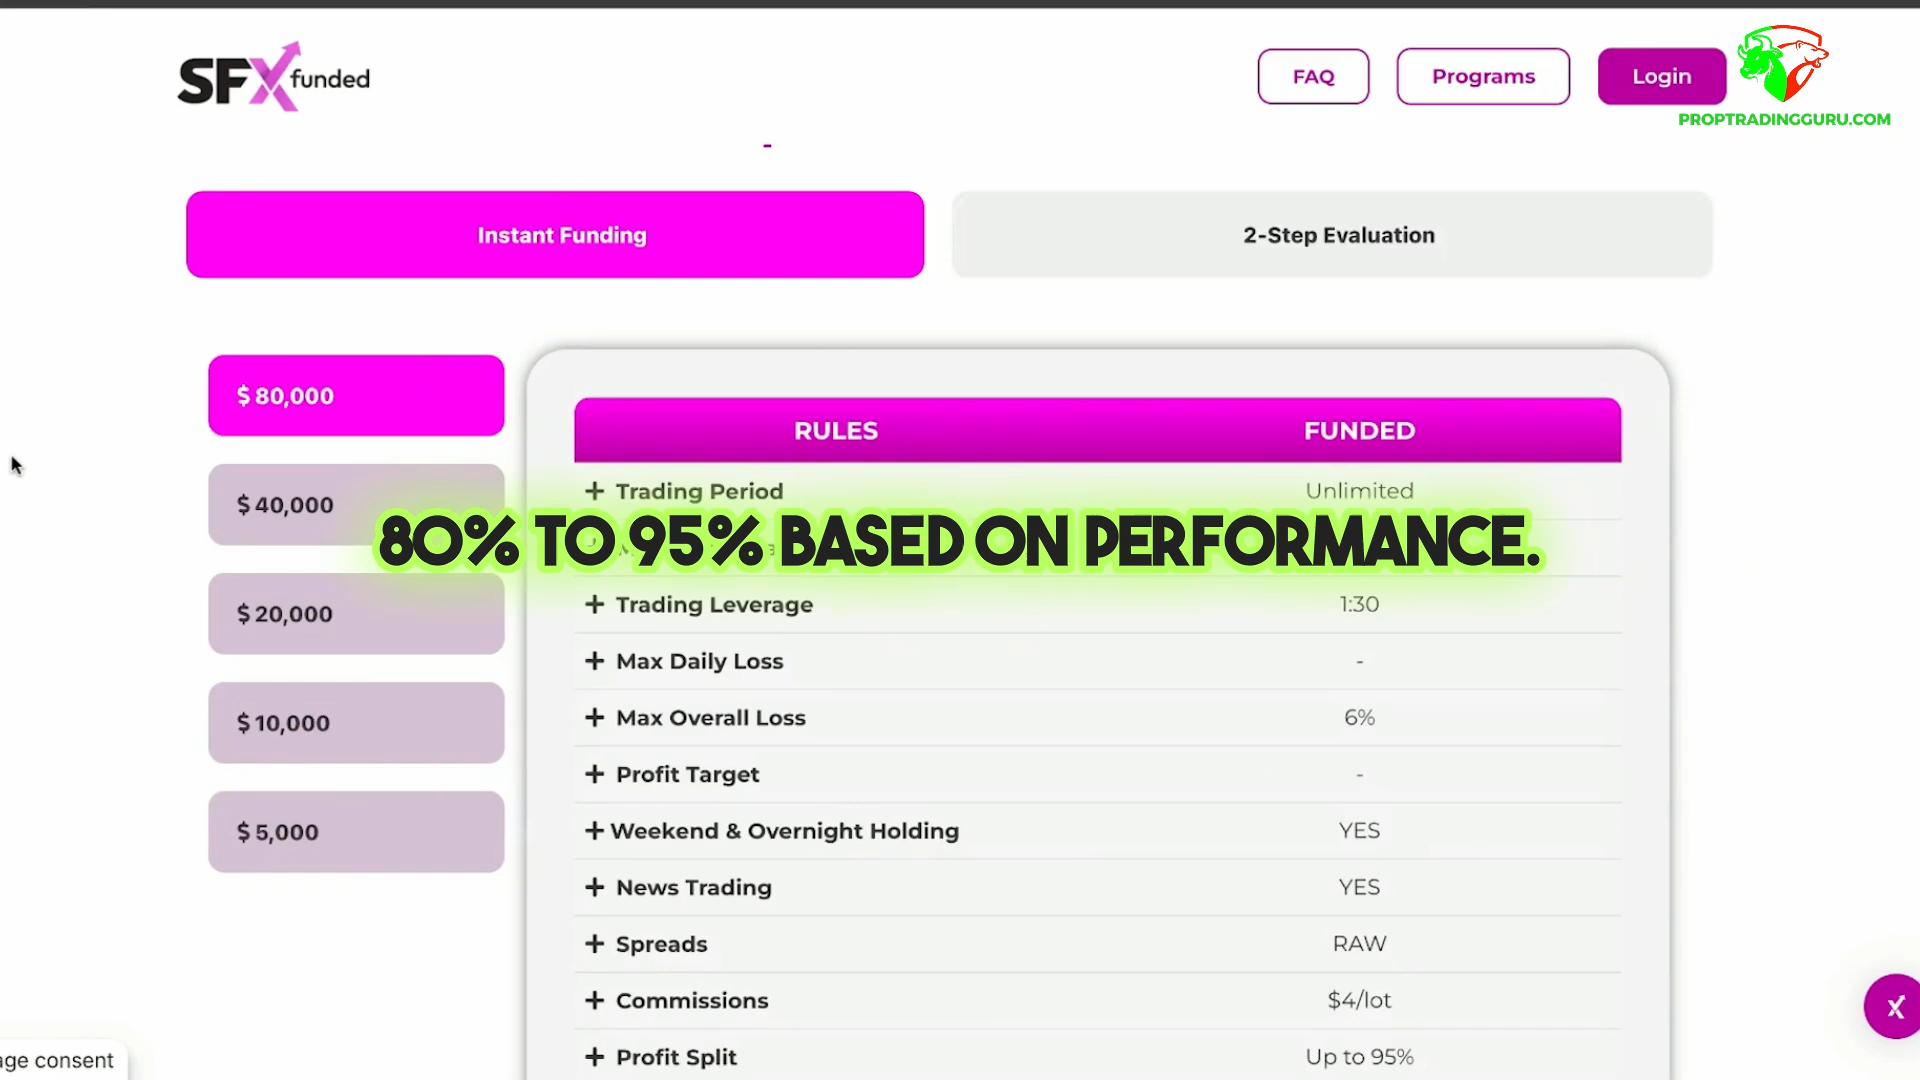 SFX funded
FAQ
Programs
Login
PROPTRADINGGURU.COM
-
Instant Funding
2-Step Evaluation
$ 80,000
$ 40,000
$ 20,000
$ 10,000
$ 5,000
RULES FUNDED
+ Trading Period Unlimited
80% TO 95% BASED ON PERFORMANCE.
+ Trading Leverage 1:30
+ Max Daily Loss -
+ Max Overall Loss 6%
+ Profit Target -
+ Weekend & Overnight Holding YES
+ News Trading YES
+ Spreads RAW
+ Commissions $4/lot
+ Profit Split Up to 95%
X
age consent